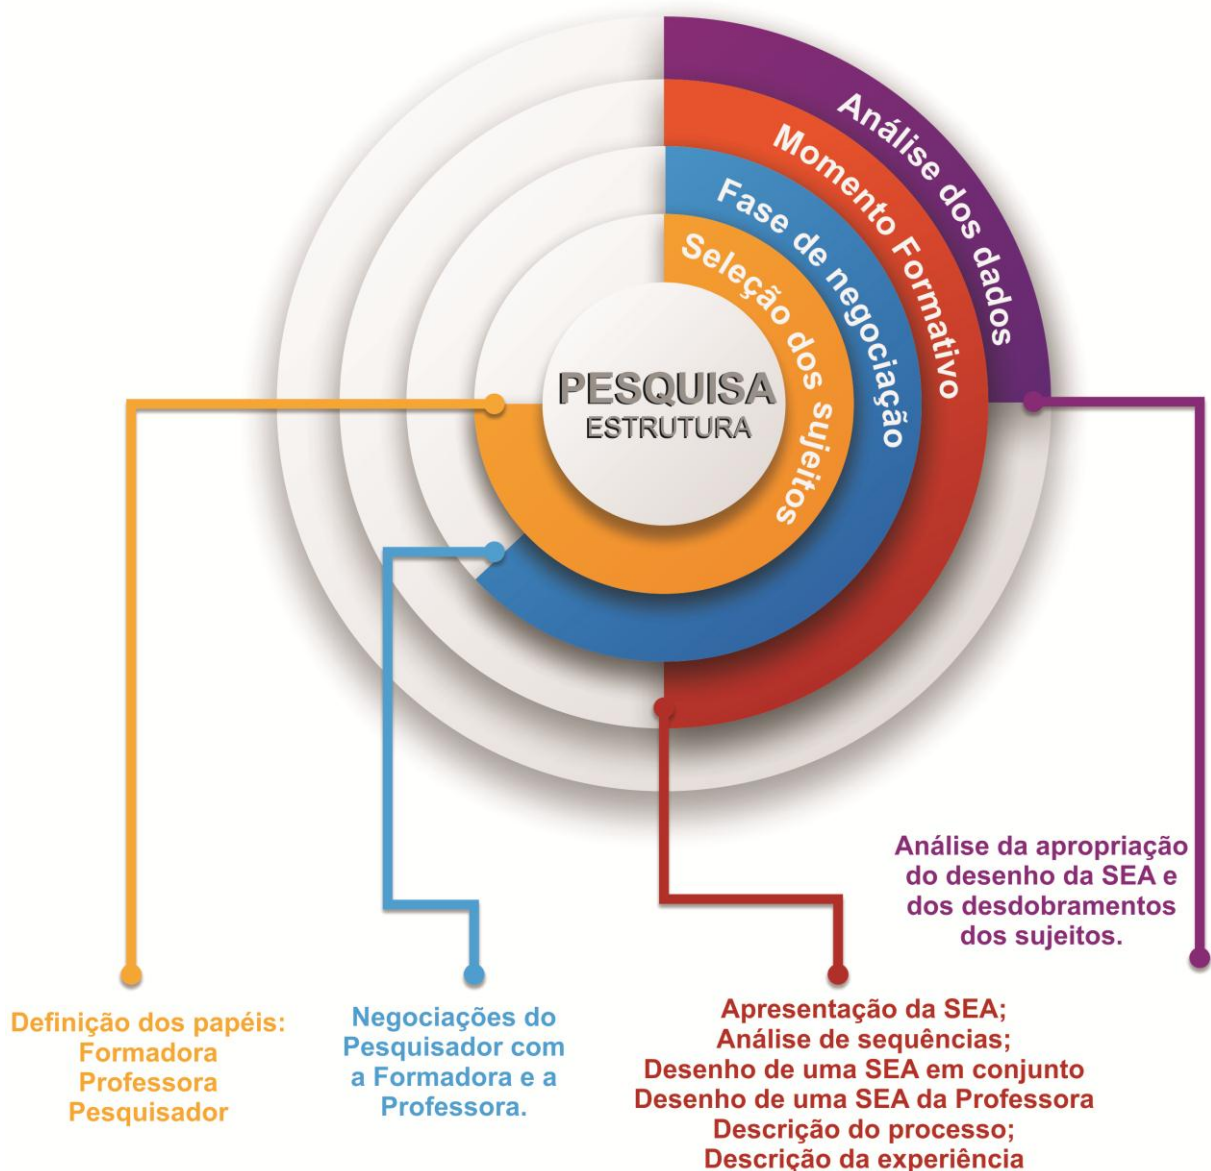 Análise dos dados
Momento Formativo
Fase de negociação
Seleção dos sujeitos
PESQUISA
ESTRUTURA
Análise da apropriação
do desenho da SEA e
dos desdobramentos
dos sujeitos.
Definição dos papéis:
Formadora
Professora
Pesquisador
Negociações do
Pesquisador com
a Formadora e a
Professora.
Apresentação da SEA;
Análise de sequências;
Desenho de uma SEA em conjunto
Desenho de uma SEA da Professora
Descrição do processo;
Descrição da experiência